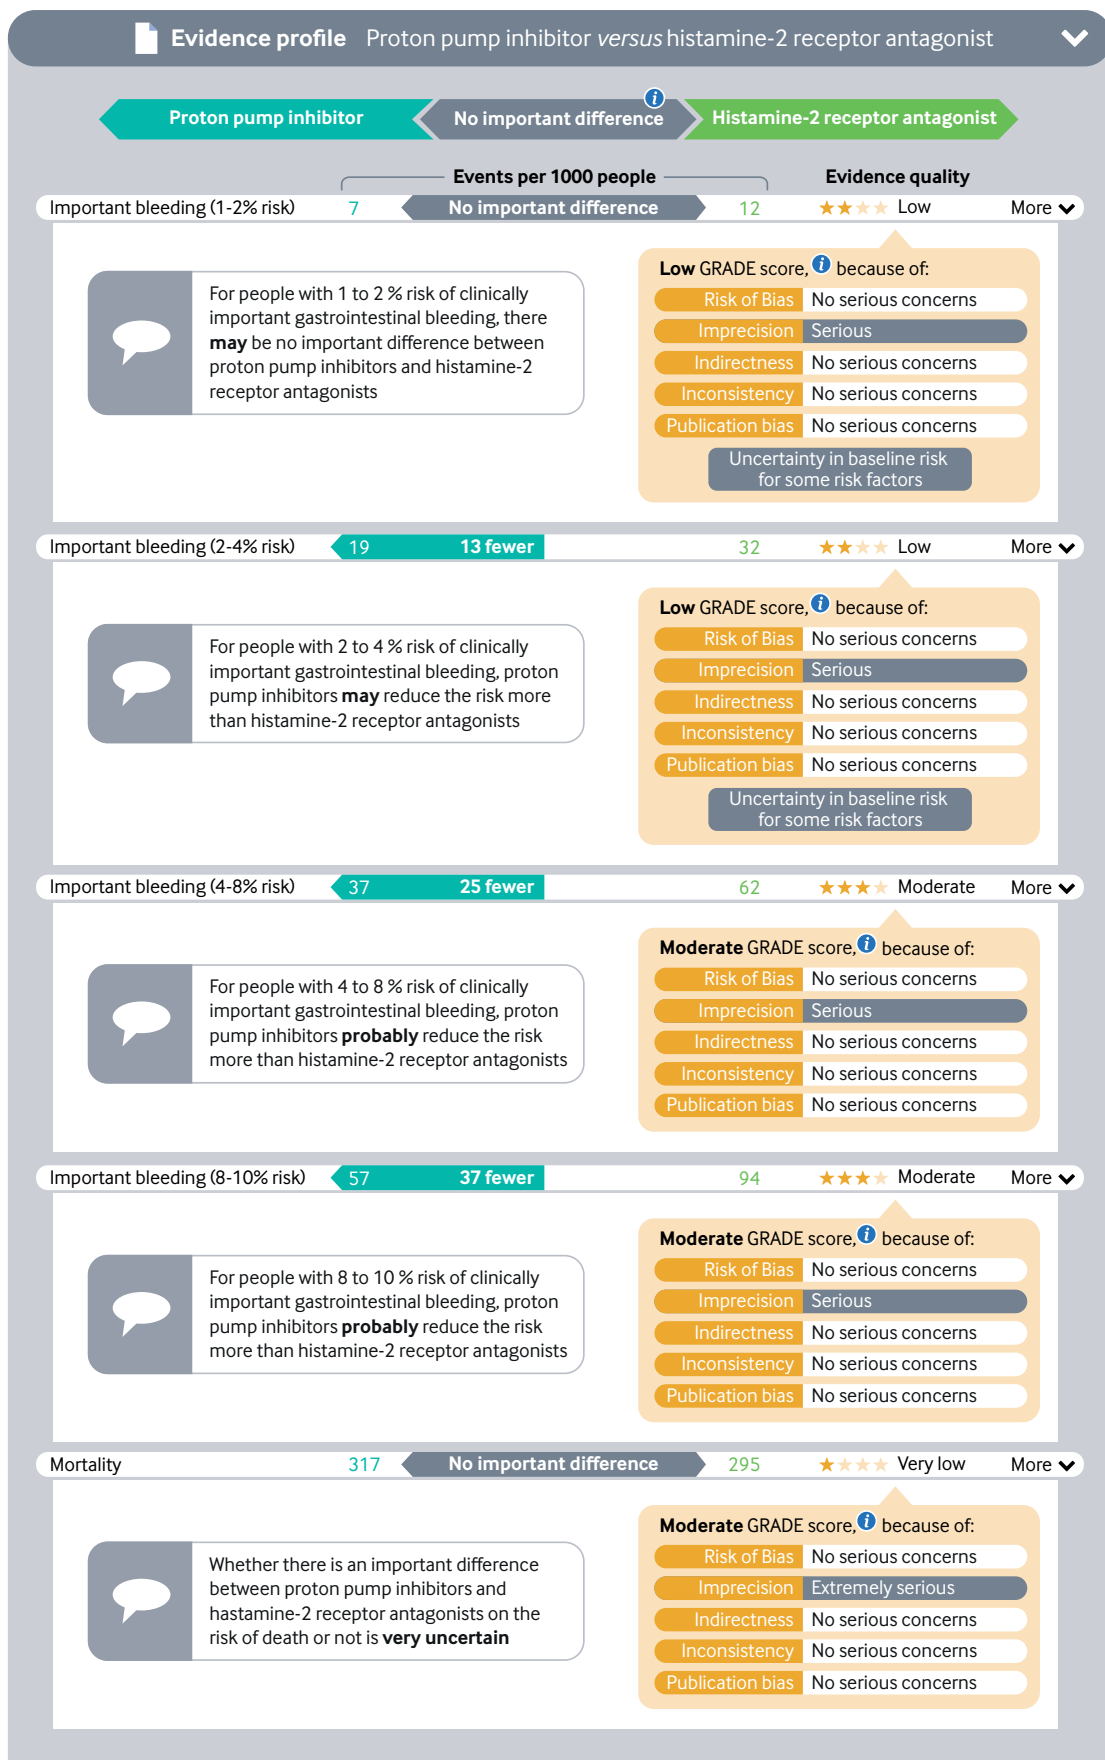 Evidence profile Proton pump inhibitor versus histamine-2 receptor antagonist
Proton pump inhibitor
No important difference
i
Histamine-2 receptor antagonist
Events per 1000 people
Evidence quality
Important bleeding (1-2% risk) 7 No important difference 12 Low More
For people with 1 to 2 % risk of clinically
important gastrointestinal bleeding, there
may be no important difference between
proton pump inhibitors and histamine-2
receptor antagonists
Low GRADE score, i because of:
Risk of Bias No serious concerns
Imprecision Serious
Indirectness No serious concerns
Inconsistency No serious concerns
Publication bias No serious concerns
Uncertainty in baseline risk
for some risk factors
Important bleeding (2-4% risk) 19 13 fewer 32 Low More
For people with 2 to 4 % risk of clinically
important gastrointestinal bleeding, proton
pump inhibitors may reduce the risk more
than histamine-2 receptor antagonists
Low GRADE score, i because of:
Risk of Bias No serious concerns
Imprecision Serious
Indirectness No serious concerns
Inconsistency No serious concerns
Publication bias No serious concerns
Uncertainty in baseline risk
for some risk factors
Important bleeding (4-8% risk) 37 25 fewer 62 Moderate More
For people with 4 to 8 % risk of clinically
important gastrointestinal bleeding, proton
pump inhibitors probably reduce the risk
more than histamine-2 receptor antagonists
Moderate GRADE score, i because of:
Risk of Bias No serious concerns
Imprecision Serious
Indirectness No serious concerns
Inconsistency No serious concerns
Publication bias No serious concerns
Important bleeding (8-10% risk) 57 37 fewer 94 Moderate More
For people with 8 to 10 % risk of clinically
important gastrointestinal bleeding, proton
pump inhibitors probably reduce the risk
more than histamine-2 receptor antagonists
Moderate GRADE score, i because of:
Risk of Bias No serious concerns
Imprecision Serious
Indirectness No serious concerns
Inconsistency No serious concerns
Publication bias No serious concerns
Mortality 317 No important difference 295 Very low More
Whether there is an important difference
between proton pump inhibitors and
hastamine-2 receptor antagonists on the
risk of death or not is very uncertain
Moderate GRADE score, i because of:
Risk of Bias No serious concerns
Imprecision Extremely serious
Indirectness No serious concerns
Inconsistency No serious concerns
Publication bias No serious concerns